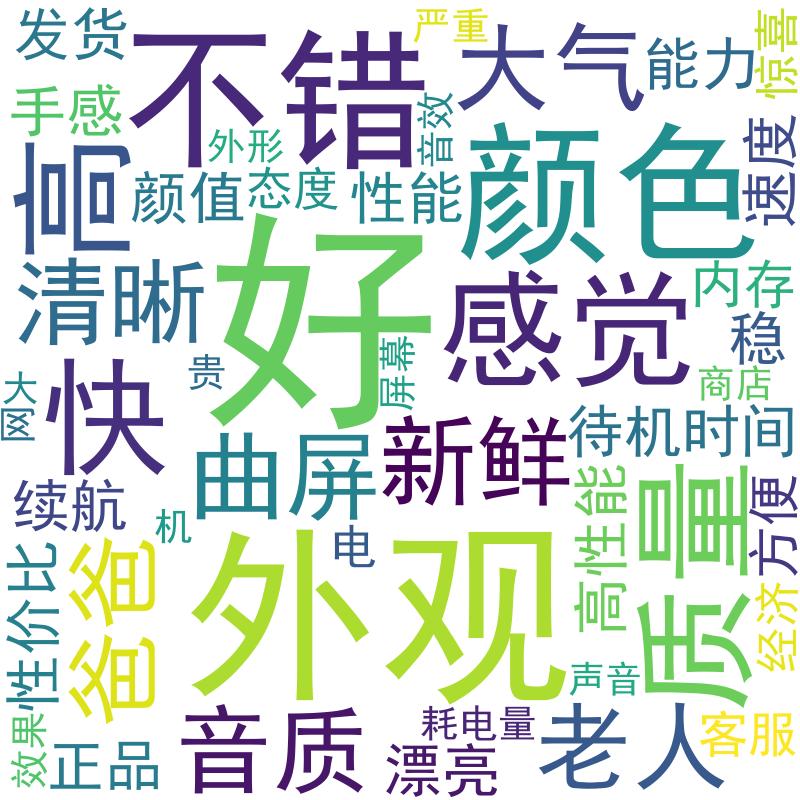 发货
不错
严重
大气
能力
惊喜
手感
外形
音效
颜色
速度
高
颜值
态度
性能
好
清晰
感觉
内存
稳
大网
快
贵
屏幕
商店
曲屏
新鲜
待机时间
续航
机
电
高性能
质量
方便
性价比
爸爸
外观
经济
声音
效果
正品
音质
耗电量
漂亮
老人
客服